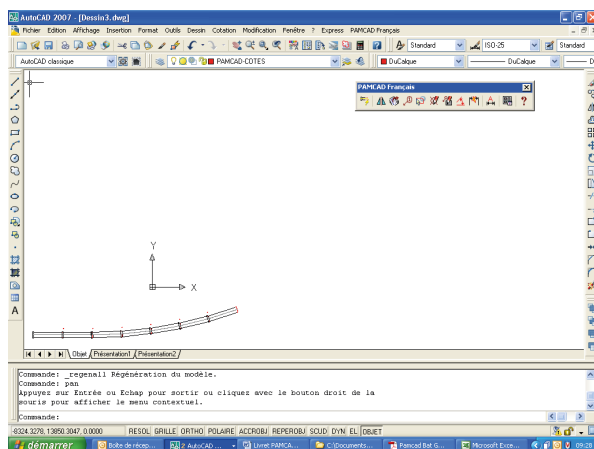 AutoCAD 2007 - [Dessin3.dwg]
Fichier Edition Affichage Insertion Format Outils Dessin Cotation Modification Fenêtre ? Express PAMCAD Français
Standard ISO-25 Standard
AutoCAD classique PAMCAD-COTES DuCalque DuCalque
PAMCAD Français
Y
X
A
Objet Présentation1 Présentation2
Commande: _regenall Régénération du modèle.
Commande: pan
Appuyez sur Entrée ou Echap pour sortir ou cliquez avec le bouton droit de la
souris pour afficher le menu contextuel.
Commande:
-8324.3278, 13850.3047, 0.0000 RESOL GRILLE ORTHO POLAIRE ACCROBJ REPEROBJ SCUD DYN EL OBJET
démarrer Boîte de récep... 2 AutoCAD ... Livret PAMCA... C:\Documents... Pamcad Bat G... Microsoft Exce... 09:28